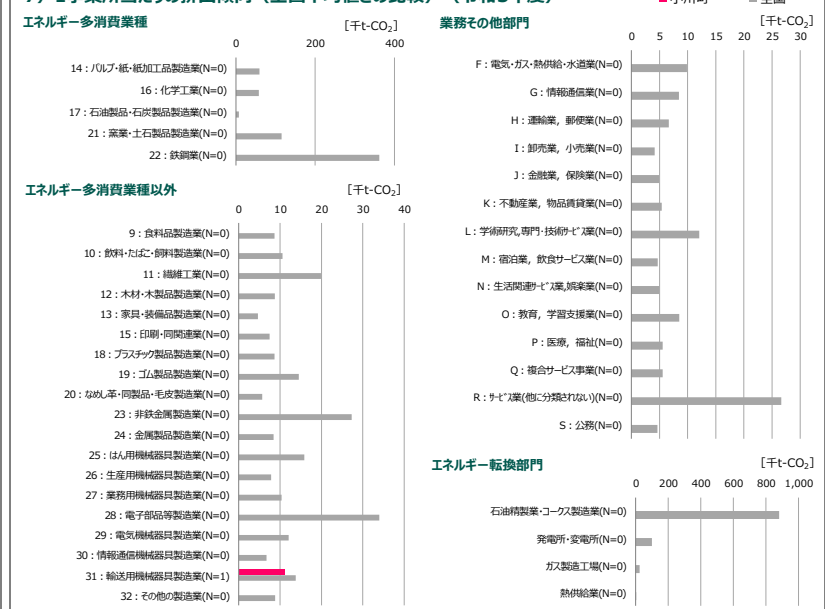 エネルギー多消費業種
[千t-CO₂]
0 200 400
14：パルプ・紙・紙加工品製造業(N=0)
16：化学工業(N=0)
17：石油製品・石炭製品製造業(N=0)
21：窯業・土石製品製造業(N=0)
22：鉄鋼業(N=0)
エネルギー多消費業種以外
[千t-CO₂]
0 10 20 30 40
9：食料品製造業(N=0)
10：飲料・たばこ・飼料製造業(N=0)
11：繊維工業(N=0)
12：木材・木製品製造業(N=0)
13：家具・装備品製造業(N=0)
15：印刷・同関連業(N=0)
18：プラスチック製品製造業(N=0)
19：ゴム製品製造業(N=0)
20：なめし革・同製品・毛皮製造業(N=0)
23：非鉄金属製造業(N=0)
24：金属製品製造業(N=0)
25：はん用機械器具製造業(N=0)
26：生産用機械器具製造業(N=0)
27：業務用機械器具製造業(N=0)
28：電子部品等製造業(N=0)
29：電気機械器具製造業(N=0)
30：情報通信機械器具製造業(N=0)
31：輸送用機械器具製造業(N=1)
32：その他の製造業(N=0)
業務その他部門
[千t-CO₂]
0 5 10 15 20 25 30
F：電気・ガス・熱供給・水道業(N=0)
G：情報通信業(N=0)
H：運輸業，郵便業(N=0)
I：卸売業，小売業(N=0)
J：金融業，保険業(N=0)
K：不動産業，物品賃貸業(N=0)
L：学術研究,専門・技術ｻｰﾋﾞｽ業(N=0)
M：宿泊業，飲食サービス業(N=0)
N：生活関連ｻｰﾋﾞｽ業,娯楽業(N=0)
O：教育，学習支援業(N=0)
P：医療，福祉(N=0)
Q：複合サービス事業(N=0)
R：ｻｰﾋﾞｽ業(他に分類されない)(N=0)
S：公務(N=0)
エネルギー転換部門
[千t-CO₂]
0 200 400 600 800 1,000
石油精製業・コークス製造業(N=0)
発電所・変電所(N=0)
ガス製造工場(N=0)
熱供給業(N=0)